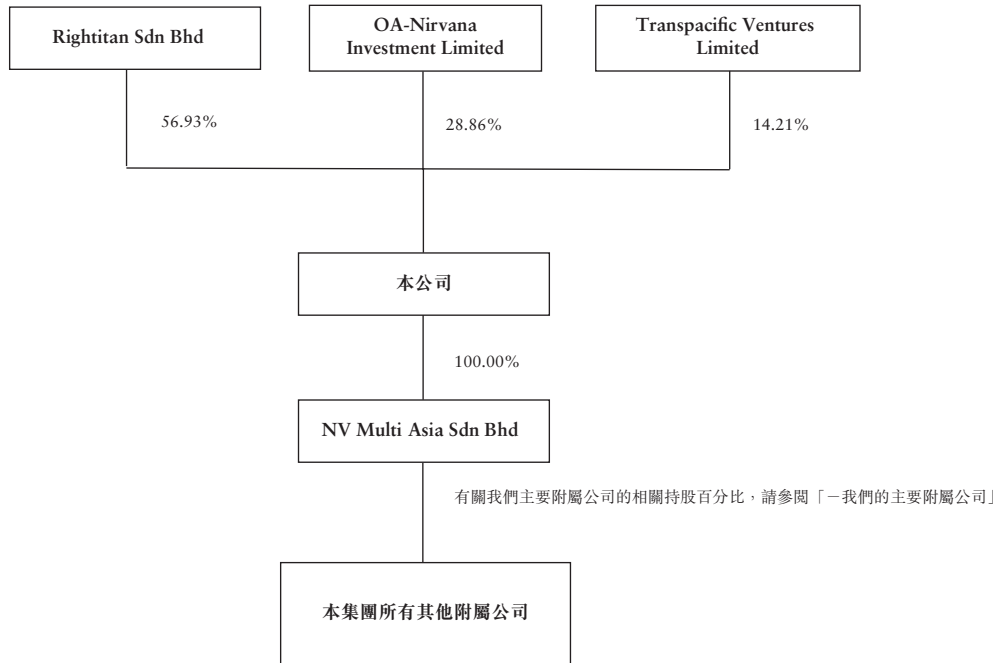 Rightitan Sdn Bhd
OA-Nirvana
Investment Limited
Transpacific Ventures
Limited
56.93%
28.86%
14.21%
本公司
100.00%
NV Multi Asia Sdn Bhd
有關我們主要附屬公司的相關持股百分比，請參閱「－我們的主要附屬公司」
本集團所有其他附屬公司